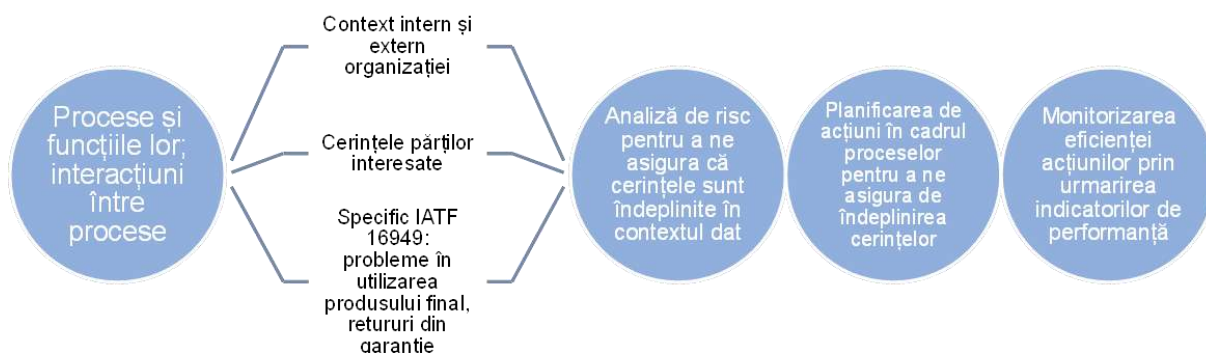 Procese și
funcțiile lor;
interacțiuni
între
procese
Context intern și
extern
organizației
Cerințele părților
interesate
Specific IATF
16949:
probleme în
utilizarea
produsului final,
retururi din
garanție
Analiză de risc
pentru a ne
asigura că
cerințele sunt
îndeplinite în
contextul dat
Planificarea de
acțiuni în cadrul
proceselor
pentru a ne
asigura de
îndeplinirea
cerințelor
Monitorizarea
eficienței
acțiunilor prin
urmarirea
indicatorilor de
performanță